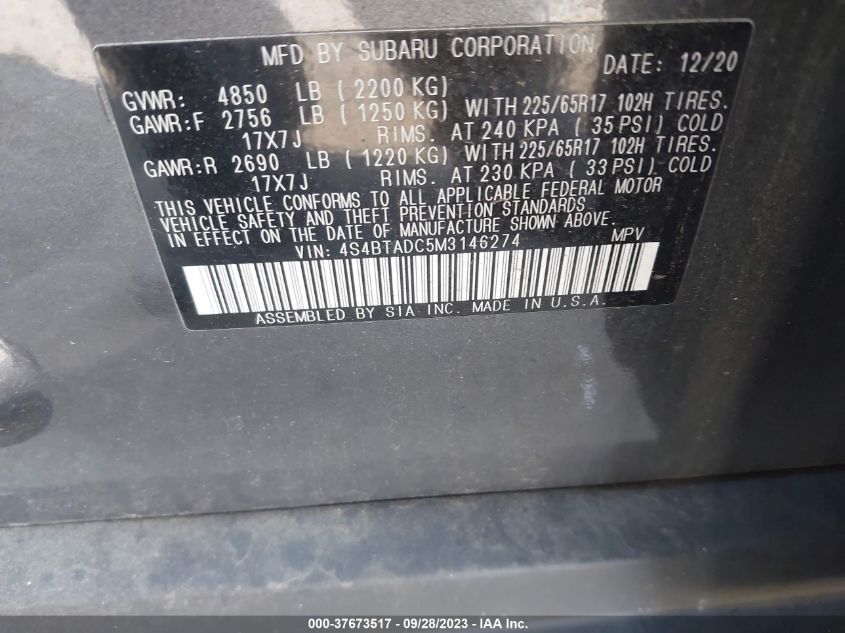 MFD BY SUBARU CORPORATION DATE: 12/20
GVWR: 4850 LB ( 2200 KG)
GAWR:F 2756 LB ( 1250 KG) WITH 225/65R17 102H TIRES.
17X7J RIMS. AT 240 KPA ( 35 PSI) COLD
GAWR:R 2690 LB ( 1220 KG) WITH 225/65R17 102H TIRES.
17X7J RIMS. AT 230 KPA ( 33 PSI) COLD
THIS VEHICLE CONFORMS TO ALL APPLICABLE FEDERAL MOTOR
VEHICLE SAFETY AND THEFT PREVENTION STANDARDS
IN EFFECT ON THE DATE OF MANUFACTURE SHOWN ABOVE.
VIN: 4S4BTADC5M3146274 MPV
ASSEMBLED BY SIA INC. MADE IN U.S.A.
000-37673517 - 09/28/2023 - IAA Inc.